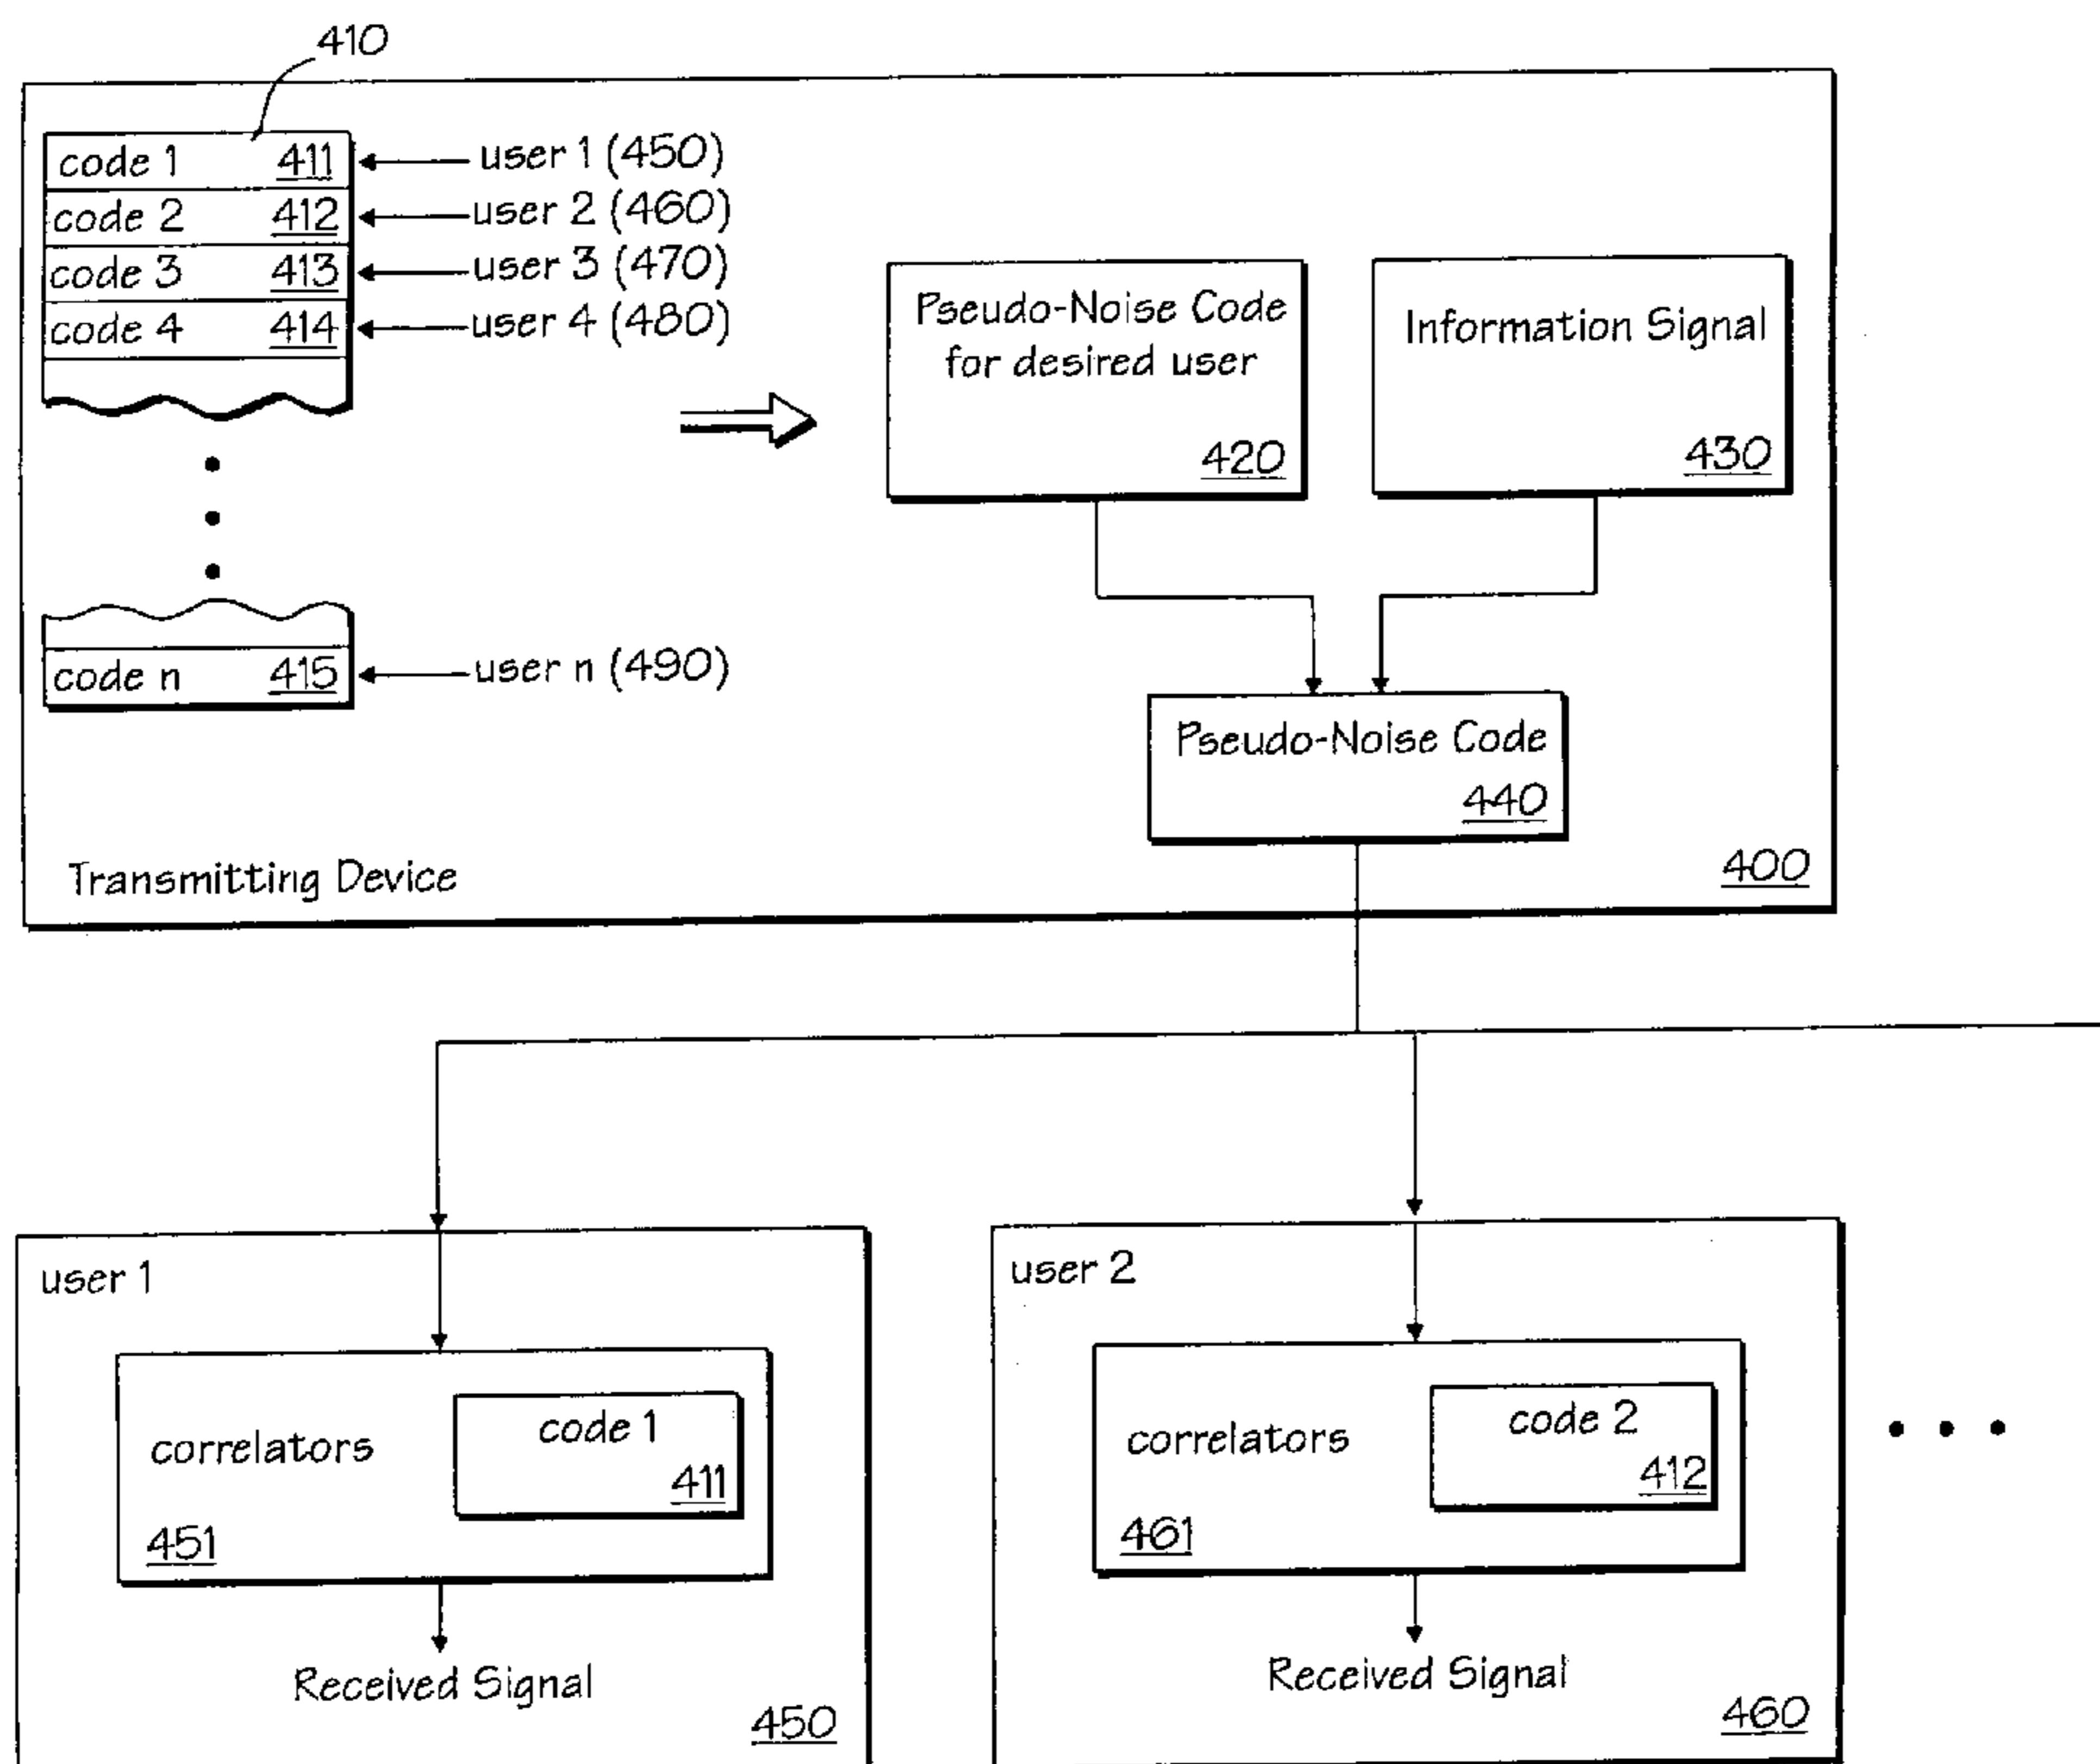 410
code 1 411 user 1 (450)
code 2 412 user 2 (460)
code 3 413 user 3 (470)
code 4 414 user 4 (480)
code n 415 user n (490)
Pseudo-Noise Code
for desired user
420
Information Signal
430
Pseudo-Noise Code
440
Transmitting Device
400
user 1
correlators
code 1
411
451
Received Signal
450
user 2
correlators
code 2
412
461
Received Signal
460